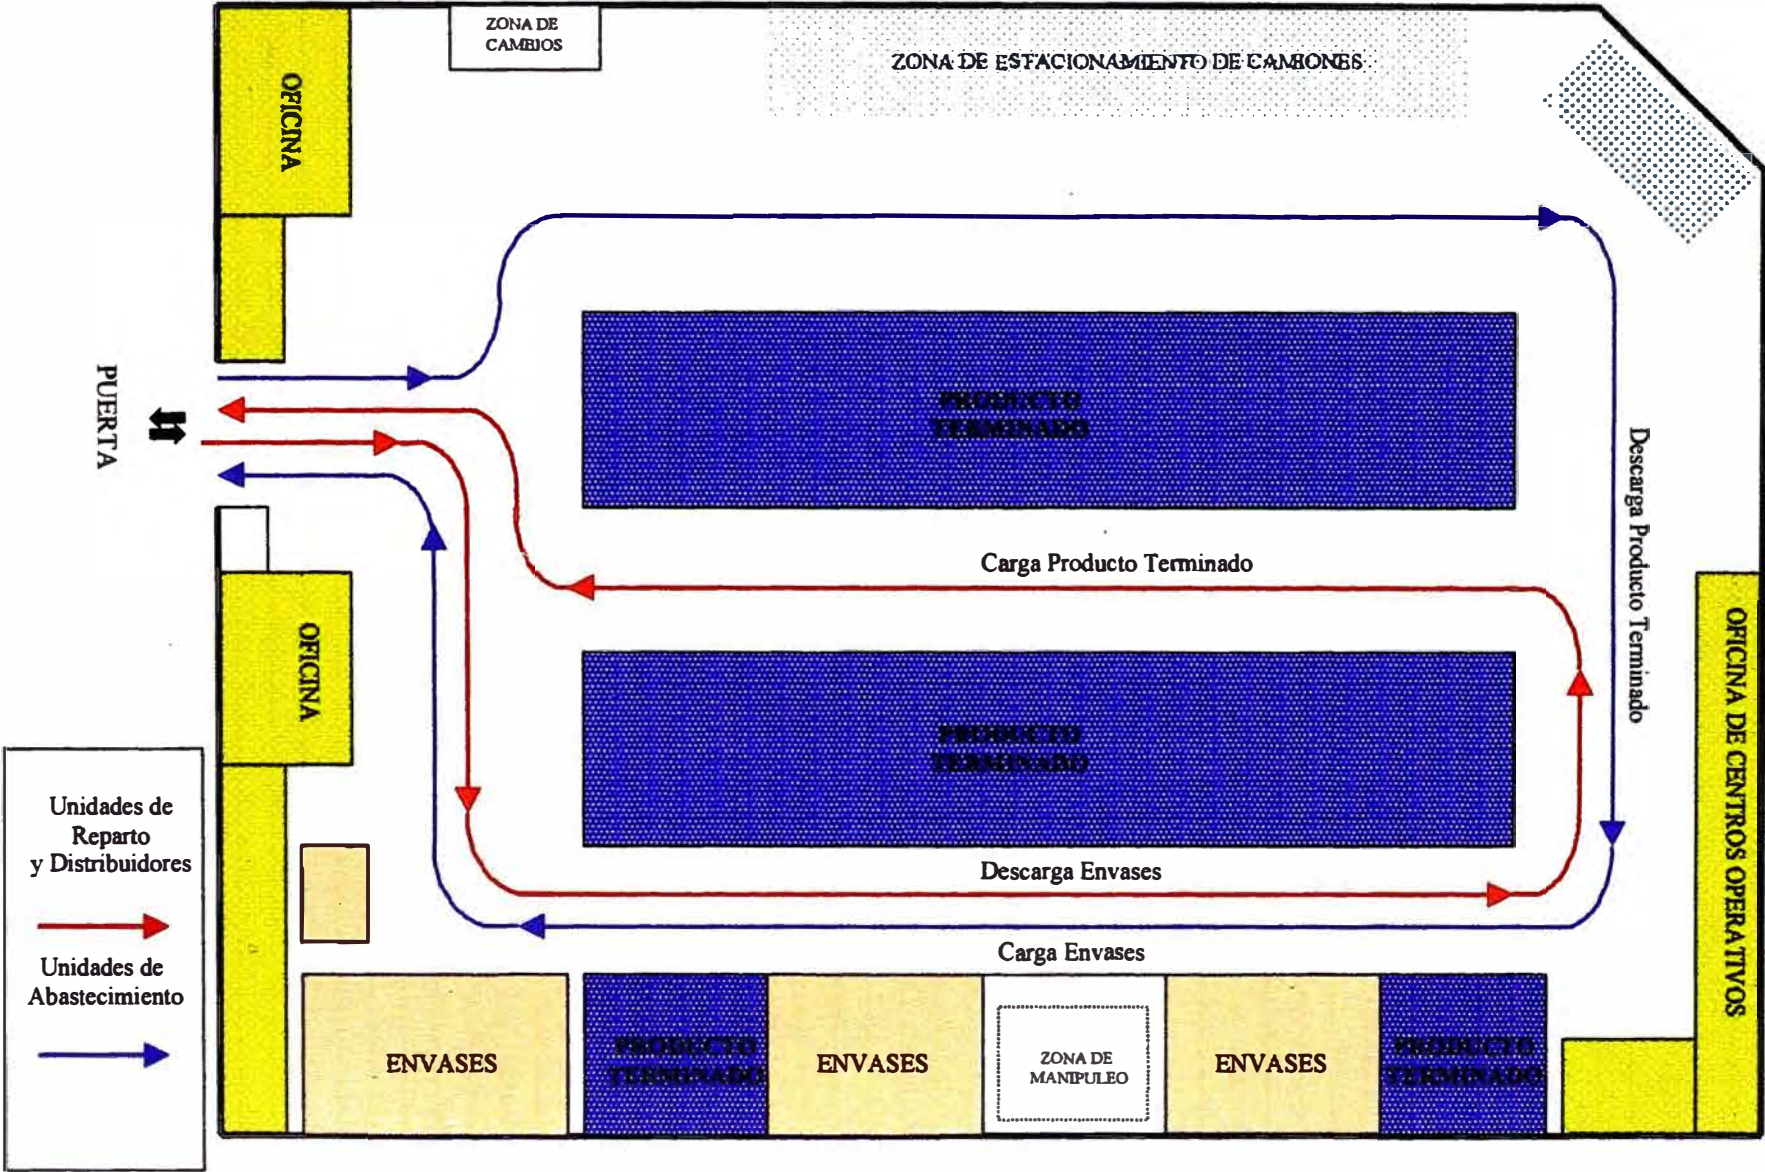 ZONA DE
CAMBIOS
ZONA DE ESTACIONAMIENTO DE CAMIONES
OFICINA
PUERTA
PRODUCTO
TERMINADO
Descarga Producto Terminado
Carga Producto Terminado
OFICINA
PRODUCTO
TERMINADO
OFICINA DE CENTROS OPERATIVOS
Unidades de
Reparto
y Distribuidores
Unidades de
Abastecimiento
Descarga Envases
Carga Envases
ENVASES
PRODUCTO
TERMINADO
ENVASES
ZONA DE
MANIPULEO
ENVASES
PRODUCTO
TERMINADO